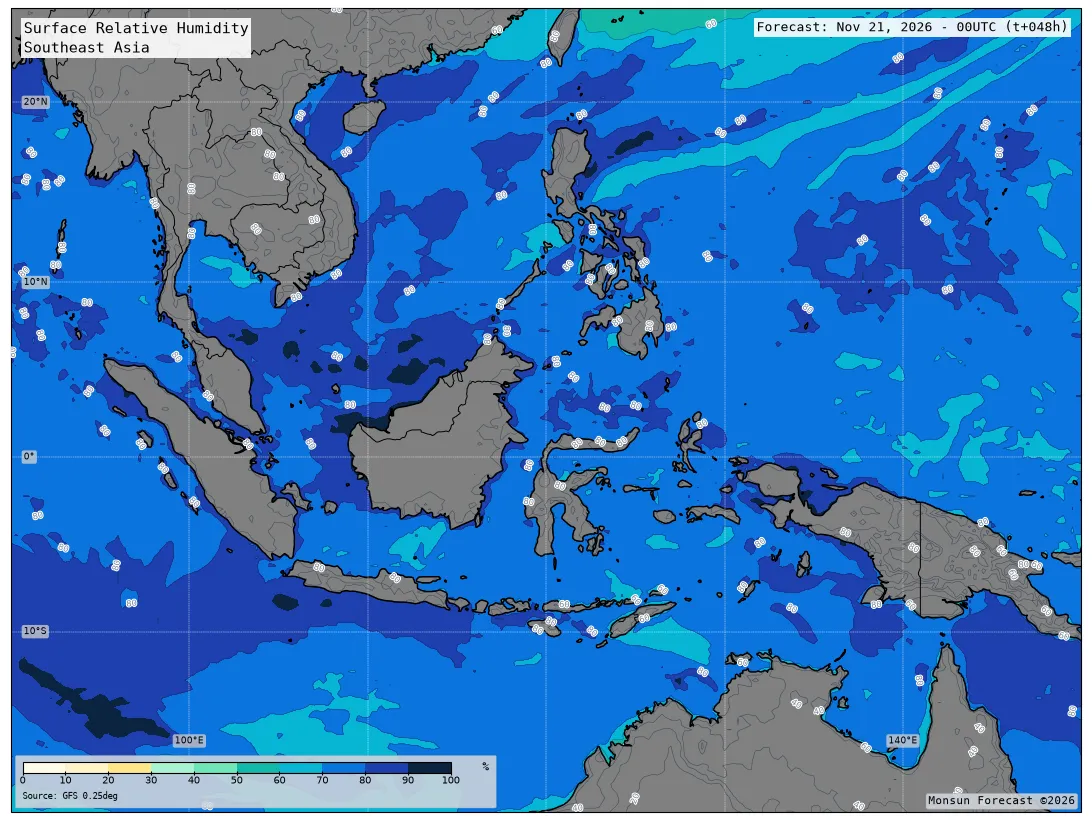 Surface Relative Humidity
Southeast Asia
Forecast: Nov 21, 2026 - 00UTC (t+048h)
20°N
10°N
0°
10°S
100°E
140°E
0 10 20 30 40 50 60 70 80 90 100
%
Source: GFS 0.25deg
Monsun Forecast ©2026